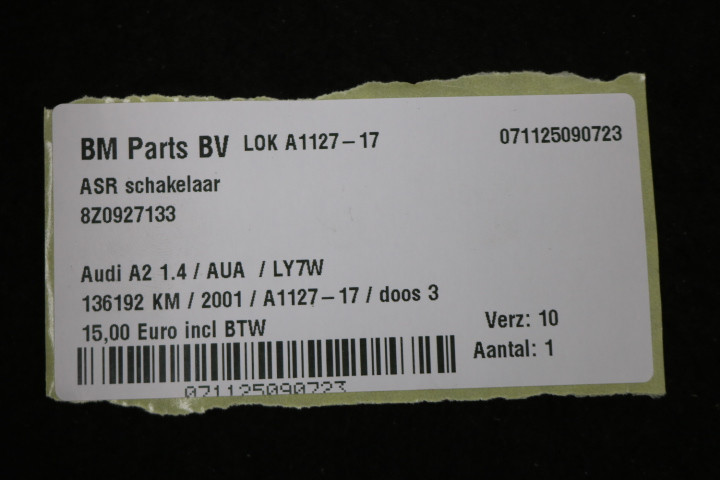 BM Parts BV LOK A1127-17 071125090723
ASR schakelaar
8Z0927133
Audi A2 1.4 / AUA / LY7W
136192 KM / 2001 / A1127-17 / doos 3
15,00 Euro incl BTW Verz: 10
Aantal: 1
071125090723